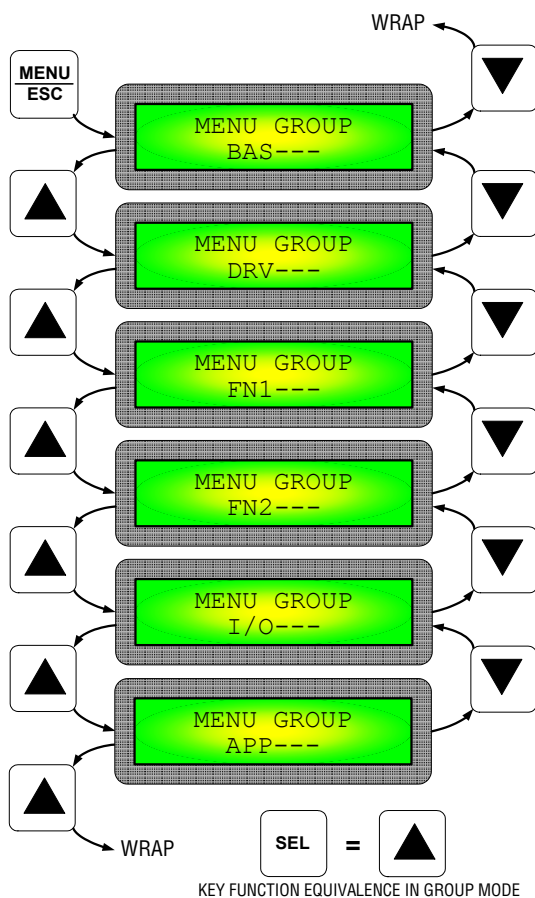 WRAP
MENU
ESC
MENU GROUP
BAS---
MENU GROUP
DRV---
MENU GROUP
FN1---
MENU GROUP
FN2---
MENU GROUP
I/O---
MENU GROUP
APP---
WRAP
SEL =
KEY FUNCTION EQUIVALENCE IN GROUP MODE